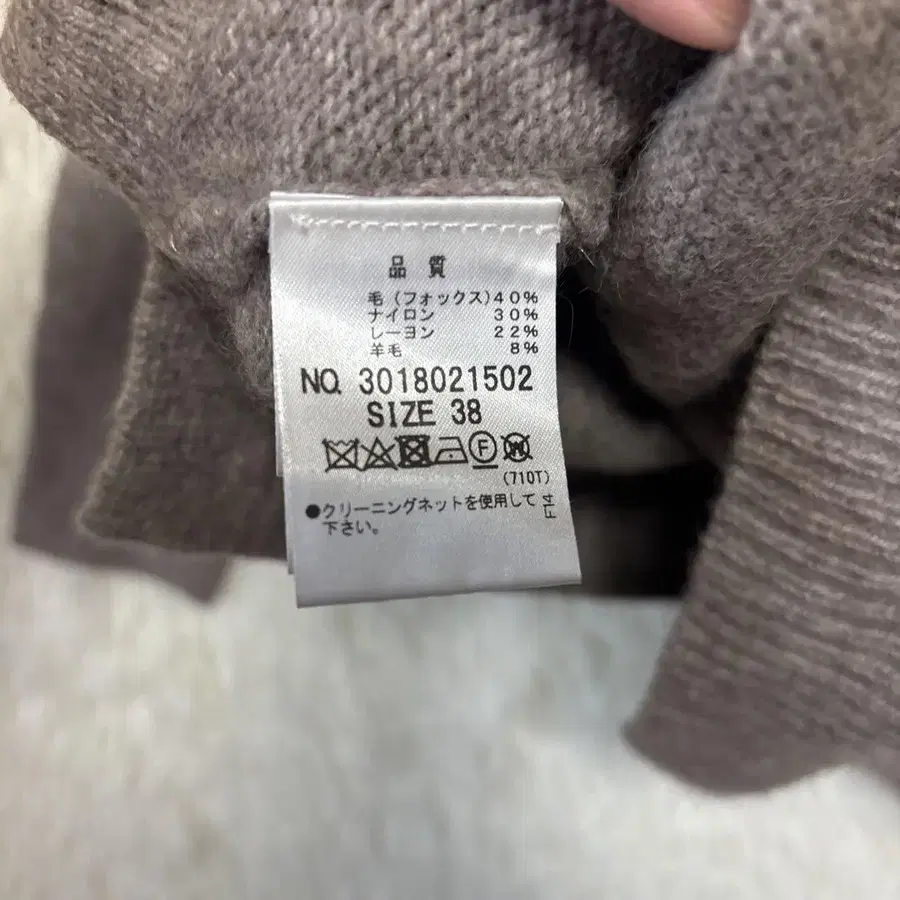 品質
毛(フォックス)40%
ナイロン 30%
レーヨン 22%
羊毛 8%
NO. 3018021502
SIZE 38
F W
(710T)
●クリーニングネットを使用して
下さい。
F14